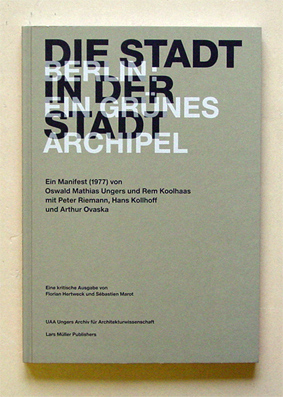 DIE STADT
BERLIN:
IN DER
EIN GRÜNES
STADT
ARCHIPEL
Ein Manifest (1977) von
Oswald Mathias Ungers und Rem Koolhaas
mit Peter Riemann, Hans Kollhoff
und Arthur Ovaska
Eine kritische Ausgabe von
Florian Hertweck und Sébastien Marot
UAA Ungers Archiv für Architekturwissenschaft
Lars Müller Publishers